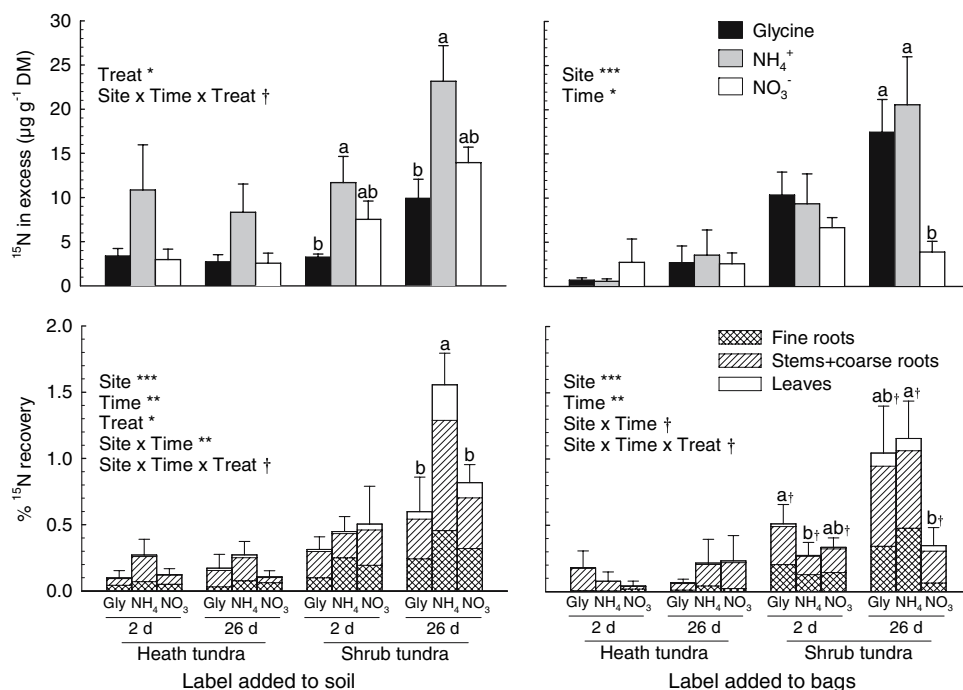 30
25
20
15
10
5
0
¹⁵N in excess (µg g⁻¹ DM)
Treat *
Site x Time x Treat †
a
b
a
ab
b
a
ab
Glycine
NH₄⁺
NO₃⁻
Site ***
Time *
a
a
b
2.0
1.5
1.0
0.5
0.0
% ¹⁵N recovery
Site ***
Time **
Treat *
Site x Time **
Site x Time x Treat †
b
a
b
Gly NH₄ NO₃ Gly NH₄ NO₃ Gly NH₄ NO₃ Gly NH₄ NO₃
2 d 26 d 2 d 26 d
Heath tundra Shrub tundra
Label added to soil
Fine roots
Stems+coarse roots
Leaves
Site ***
Time **
Site x Time †
Site x Time x Treat †
a†
b†
ab†
ab†
a†
b†
Gly NH₄ NO₃ Gly NH₄ NO₃ Gly NH₄ NO₃ Gly NH₄ NO₃
2 d 26 d 2 d 26 d
Heath tundra Shrub tundra
Label added to bags